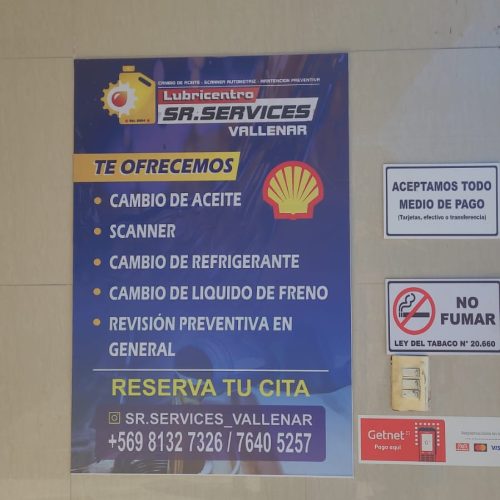 CAMBIO DE ACEITE - SCANNER AUTOMOTRIZ - MANTENCION PREVENTIVA
Lubricentro
SR.SERVICES
VALLENAR
TE OFRECEMOS
• CAMBIO DE ACEITE
• SCANNER
• CAMBIO DE REFRIGERANTE
• CAMBIO DE LIQUIDO DE FRENO
• REVISIÓN PREVENTIVA EN
GENERAL
RESERVA TU CITA
SR.SERVICES_VALLENAR
+569 8132 7326 / 7640 5257
ACEPTAMOS TODO
MEDIO DE PAGO
(Tarjetas, efectivo o transferencia)
NO
FUMAR
LEY DEL TABACO N° 20.660
Getnet
Paga aquí
VISA